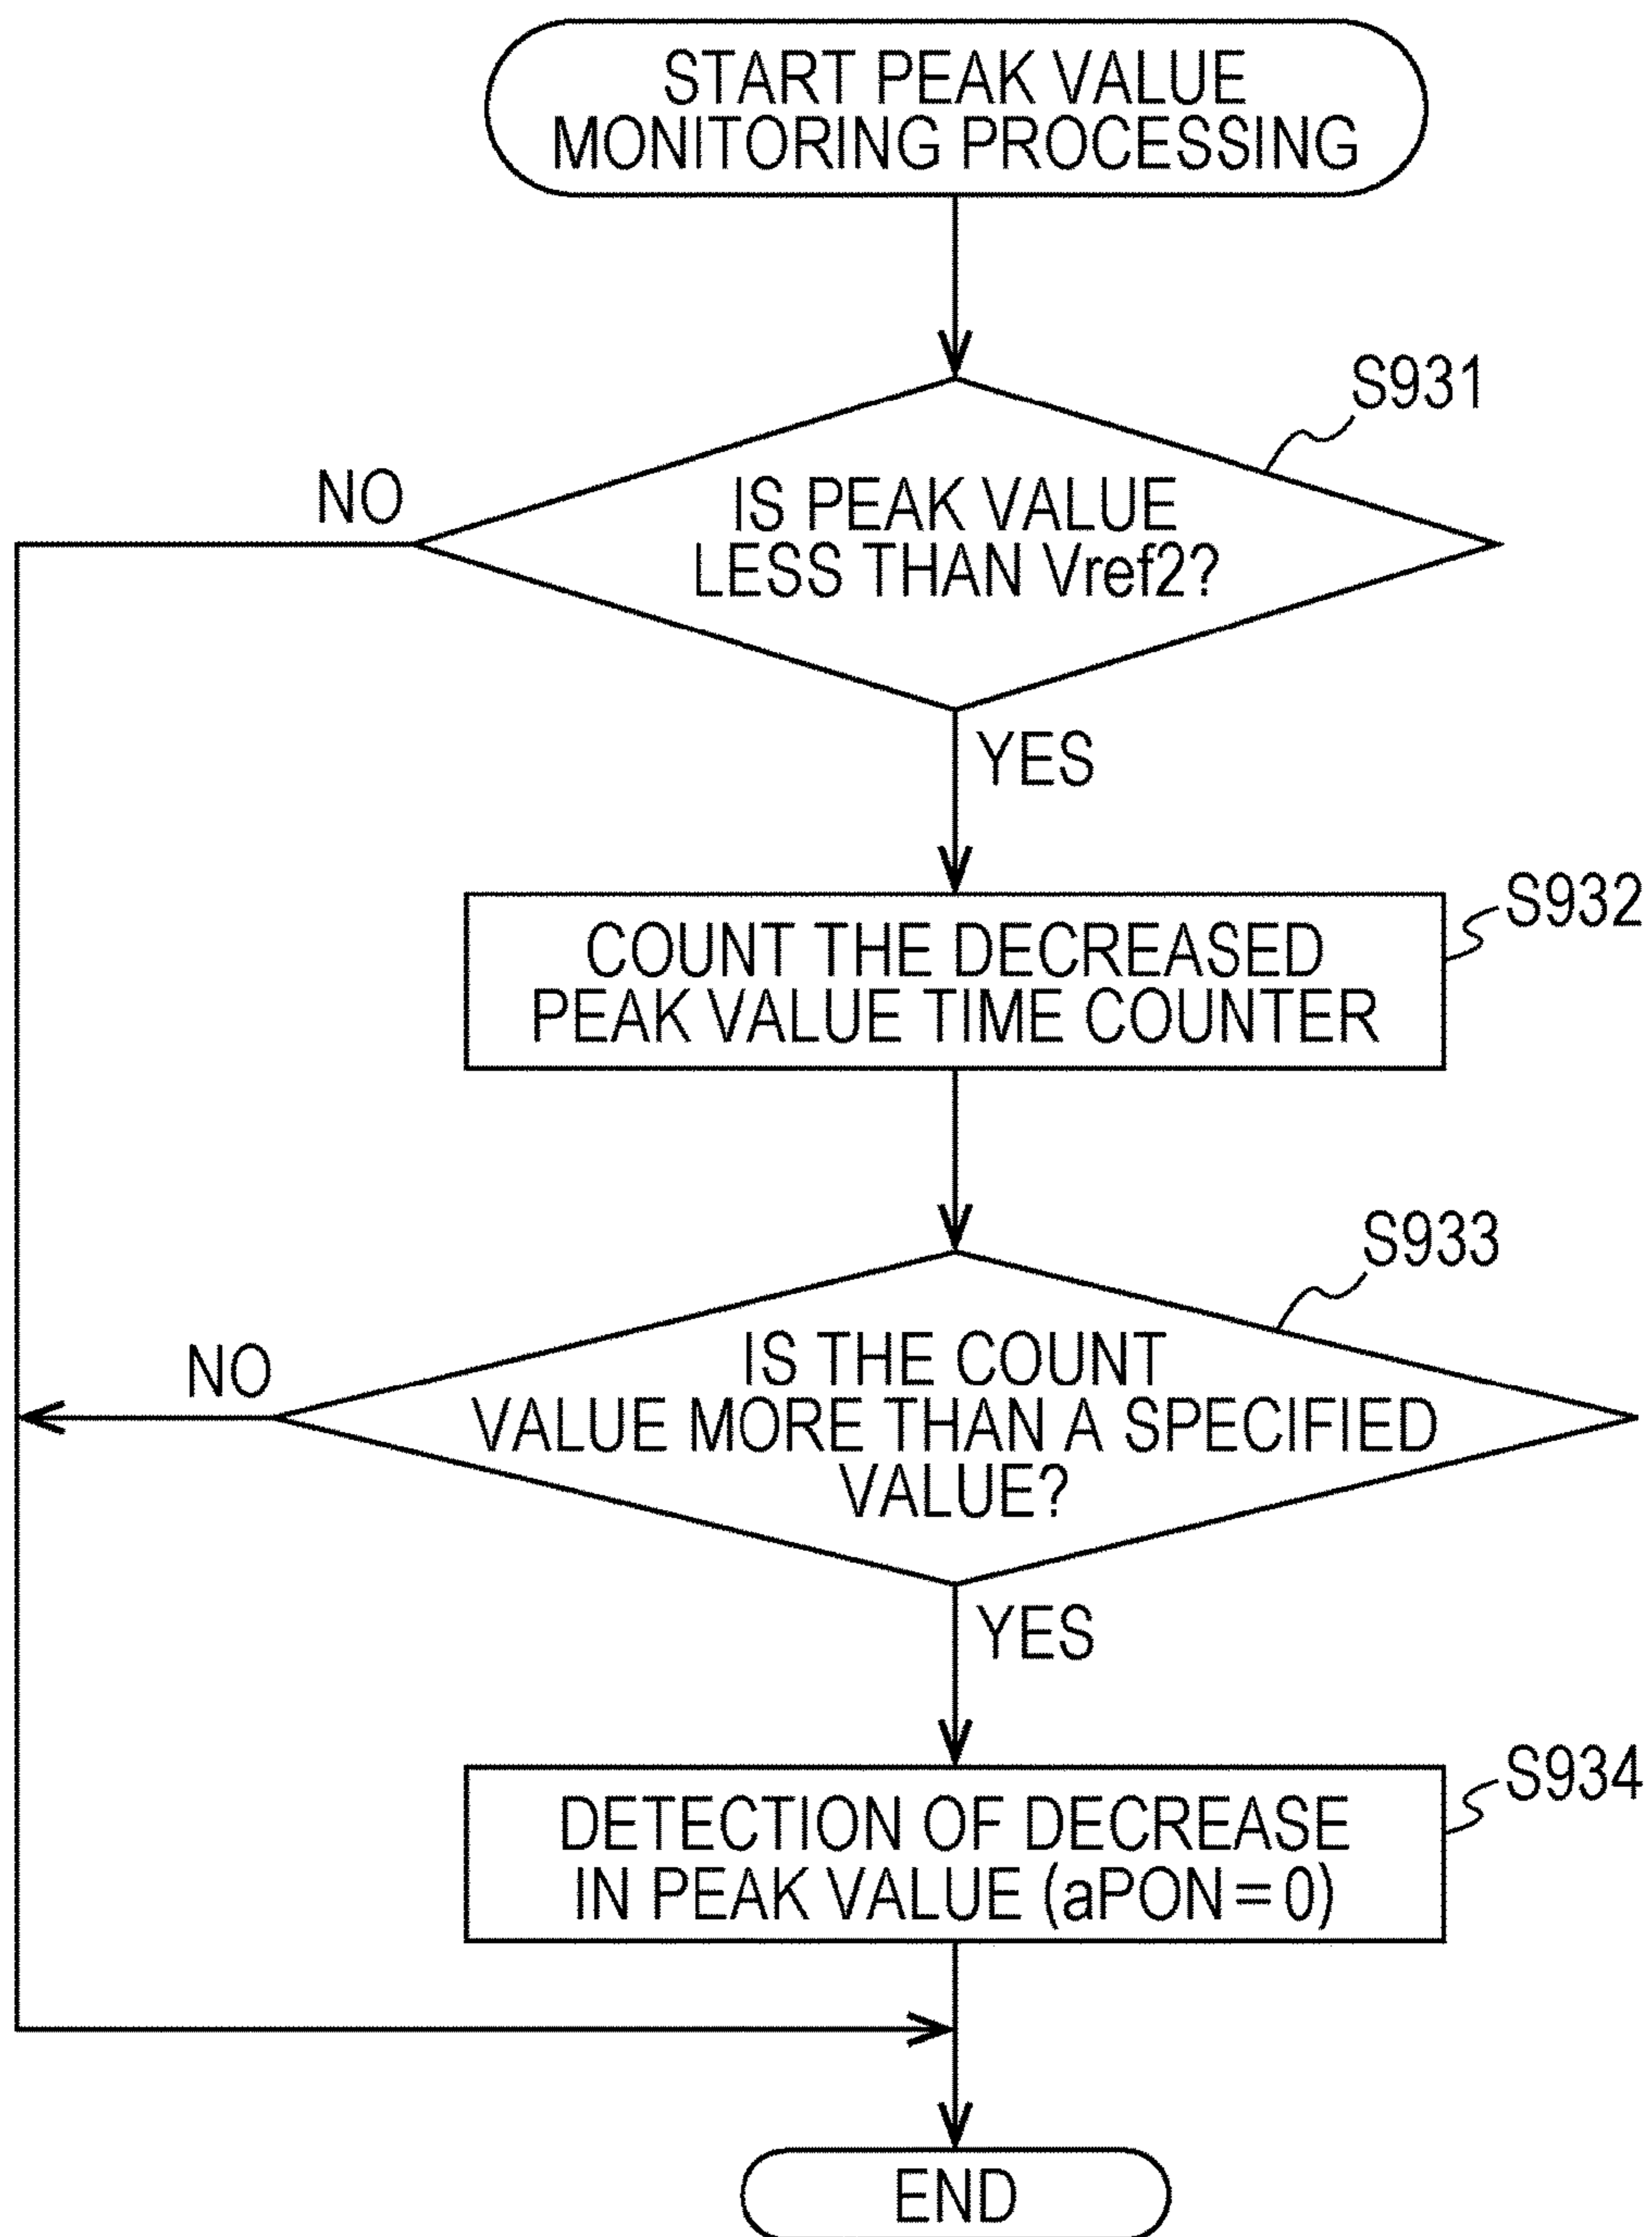 START PEAK VALUE
MONITORING PROCESSING
S931
NO
IS PEAK VALUE
LESS THAN Vref2?
YES
S932
COUNT THE DECREASED
PEAK VALUE TIME COUNTER
S933
NO
IS THE COUNT
VALUE MORE THAN A SPECIFIED
VALUE?
YES
S934
DETECTION OF DECREASE
IN PEAK VALUE (aPON=0)
END